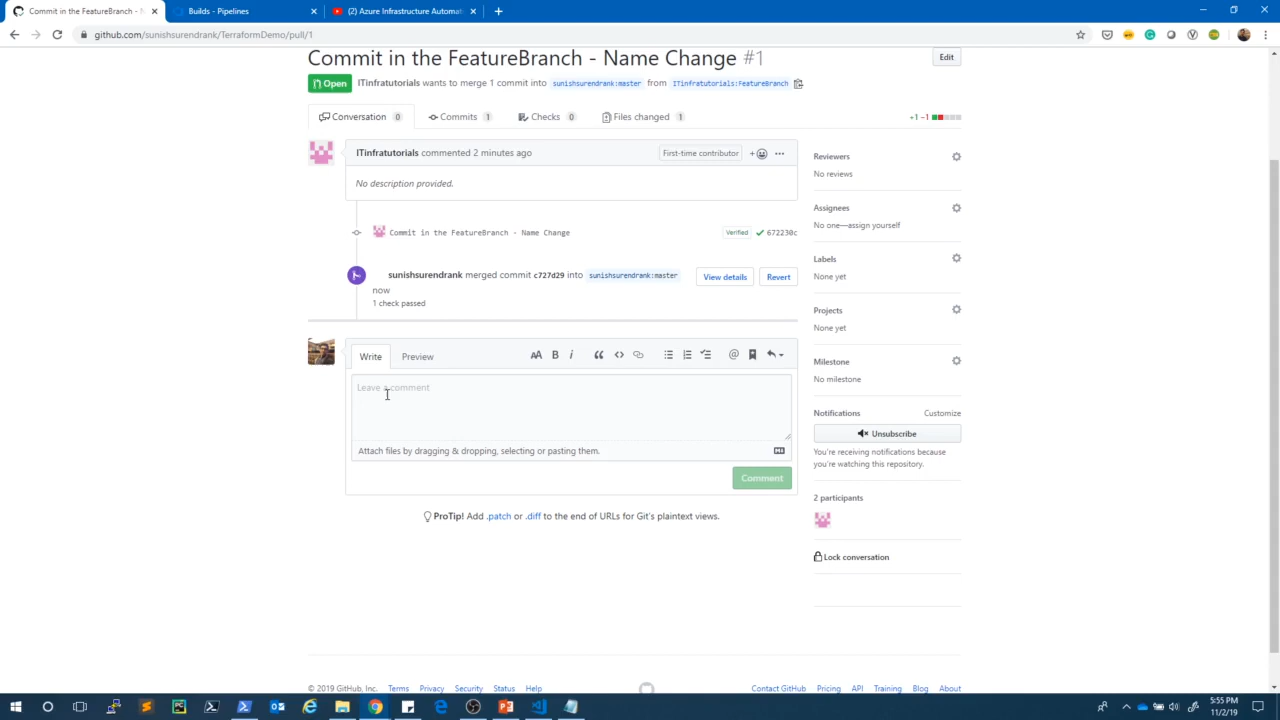 Commit in the FeatureBranch - N
Builds - Pipelines
(2) Azure Infrastructure Automat
github.com/sunishsurendrank/TerraformDemo/pull/1
Commit in the FeatureBranch - Name Change #1
Edit
Open
ITinfratutorials wants to merge 1 commit into sunishsurendrank:master from ITinfratutorials:FeatureBranch
Conversation 0
Commits 1
Checks 0
Files changed 1
+1 −1
ITinfratutorials commented 2 minutes ago
First-time contributor
No description provided.
Commit in the FeatureBranch - Name Change
Verified
672230c
sunishsurendrank merged commit c727d29 into sunishsurendrank:master
now
1 check passed
View details
Revert
Write
Preview
Leave a comment
Attach files by dragging & dropping, selecting or pasting them.
Comment
ProTip! Add .patch or .diff to the end of URLs for Git's plaintext views.
Reviewers
No reviews
Assignees
No one—assign yourself
Labels
None yet
Projects
None yet
Milestone
No milestone
Notifications
Customize
Unsubscribe
You're receiving notifications because
you're watching this repository.
2 participants
Lock conversation
© 2019 GitHub, Inc.
Terms
Privacy
Security
Status
Help
Contact GitHub
Pricing
API
Training
Blog
About
5:55 PM
11/2/19